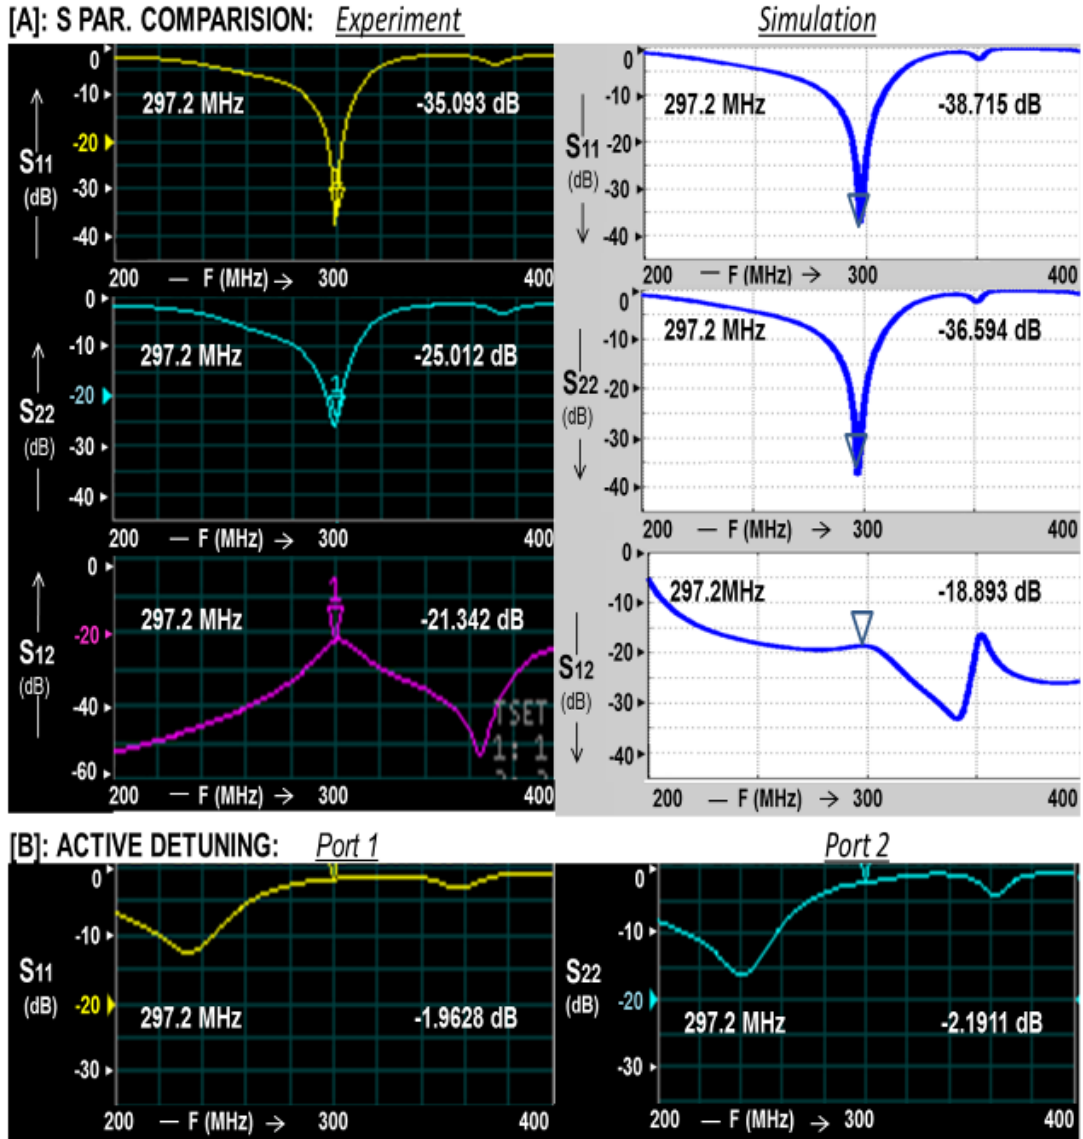 [A]: S PAR. COMPARISION: Experiment Simulation
0
-10
-20
-30
-40
S11
(dB)
297.2 MHz -35.093 dB
200 — F (MHz) → 300 400
0
-10
-20
-30
-40
S11
(dB)
297.2 MHz -38.715 dB
200 — F (MHz) → 300 400
0
-10
-20
-30
-40
S22
(dB)
297.2 MHz -25.012 dB
1
200 — F (MHz) → 300 400
0
-10
-20
-30
-40
S22
(dB)
297.2 MHz -36.594 dB
200 — F (MHz) → 300 400
0
-20
-40
-60
S12
(dB)
297.2 MHz -21.342 dB
1
TSET
1: 1
200 — F (MHz) → 300 400
0
-10
-20
-30
-40
S12
(dB)
297.2MHz -18.893 dB
200 — F (MHz) → 300 400
[B]: ACTIVE DETUNING: Port 1 Port 2
0
-10
-20
-30
S11
(dB)
297.2 MHz -1.9628 dB
200 — F (MHz) → 300 400
0
-10
-20
-30
S22
(dB)
297.2 MHz -2.1911 dB
200 — F (MHz) → 300 400